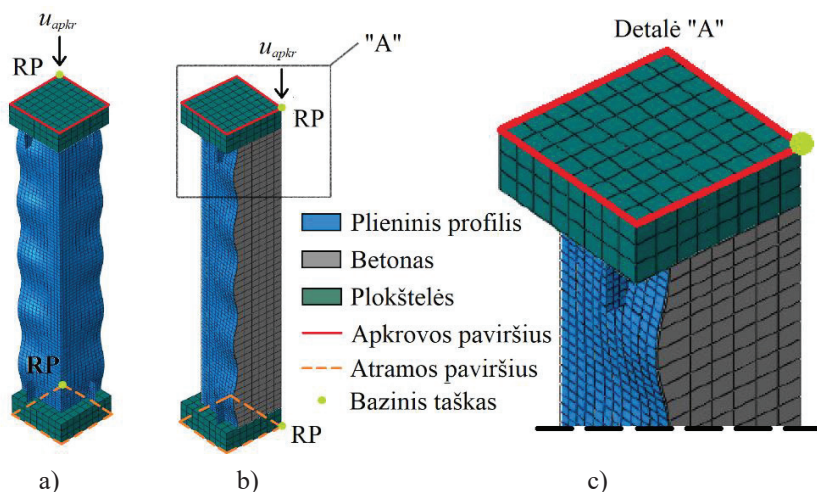 u_apkr
RP
RP
a)
u_apkr
RP
"A"
RP
b)
Plieninis profilis
Betonas
Plokštelės
Apkrovos paviršius
Atramos paviršius
Bazinis taškas
Detalė "A"
c)